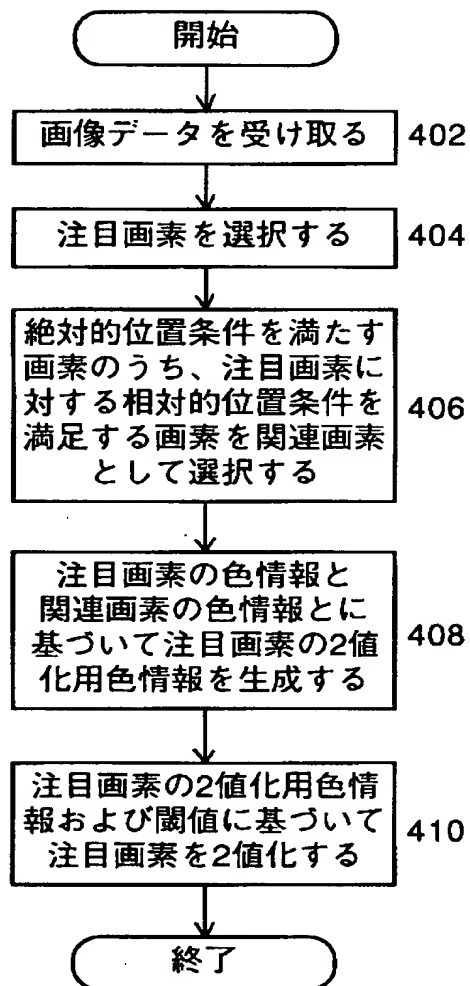 開始
画像データを受け取る
402
注目画素を選択する
404
絶対的位置条件を満たす
画素のうち、注目画素に
対する相対的位置条件を
満足する画素を関連画素
として選択する
406
注目画素の色情報と
関連画素の色情報とに
基づいて注目画素の2値
化用色情報を生成する
408
注目画素の2値化用色情
報および閾値に基づいて
注目画素を2値化する
410
終了